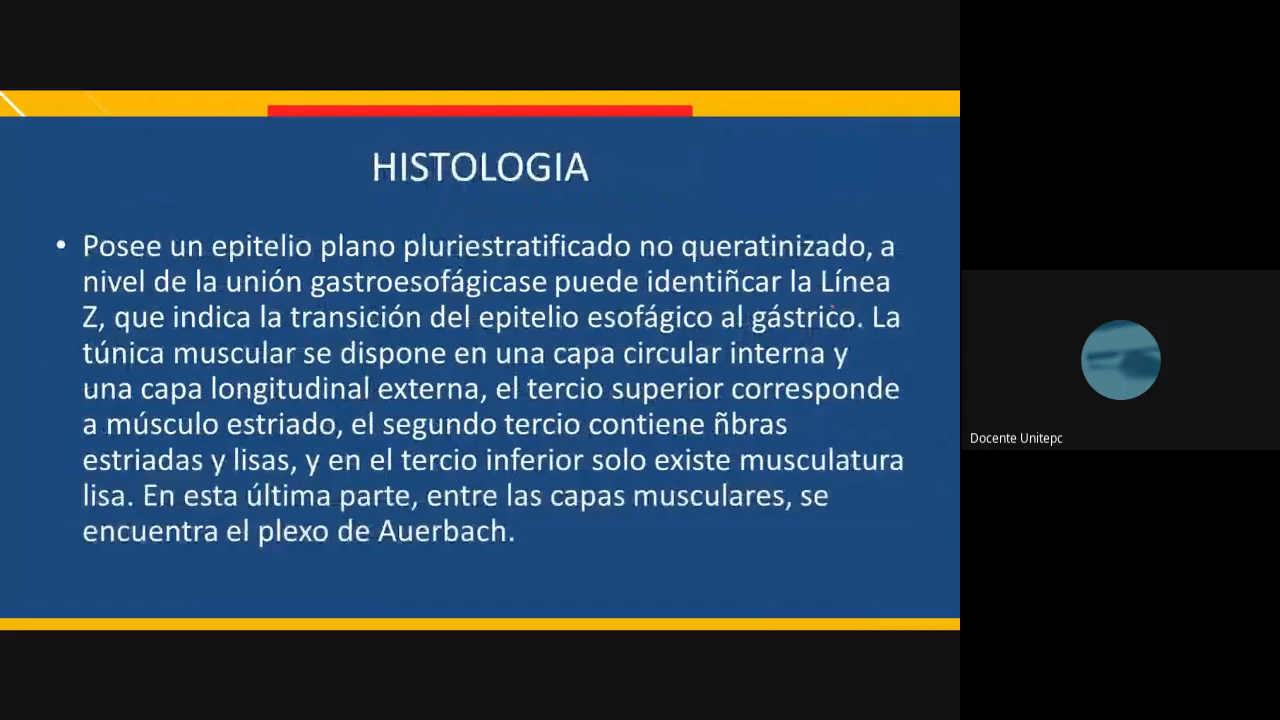 HISTOLOGIA
• Posee un epitelio plano pluriestratificado no queratinizado, a
nivel de la unión gastroesofágicase puede identiñcar la Línea
Z, que indica la transición del epitelio esofágico al gástrico. La
túnica muscular se dispone en una capa circular interna y
una capa longitudinal externa, el tercio superior corresponde
a músculo estriado, el segundo tercio contiene ñbras
estriadas y lisas, y en el tercio inferior solo existe musculatura
lisa. En esta última parte, entre las capas musculares, se
encuentra el plexo de Auerbach.
Docente Unitepc